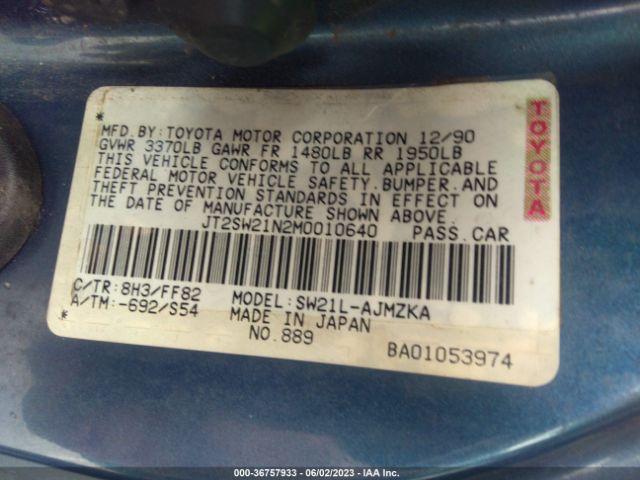 MFD.BY:TOYOTA MOTOR CORPORATION 12/90
GVWR 3370LB GAWR FR 1480LB RR 1950LB
THIS VEHICLE CONFORMS TO ALL APPLICABLE
FEDERAL MOTOR VEHICLE SAFETY.BUMPER.AND
THEFT PREVENTION STANDARDS IN EFFECT ON
THE DATE OF MANUFACTURE SHOWN ABOVE.
JT2SW21N2M0010640 PASS.CAR
TOYOTA
C/TR:8H3/FF82 MODEL:SW21L-AJMZKA
A/TM:-692/S54 MADE IN JAPAN
NO.889 BA01053974
000-36757933 - 06/02/2023 - IAAI.COM